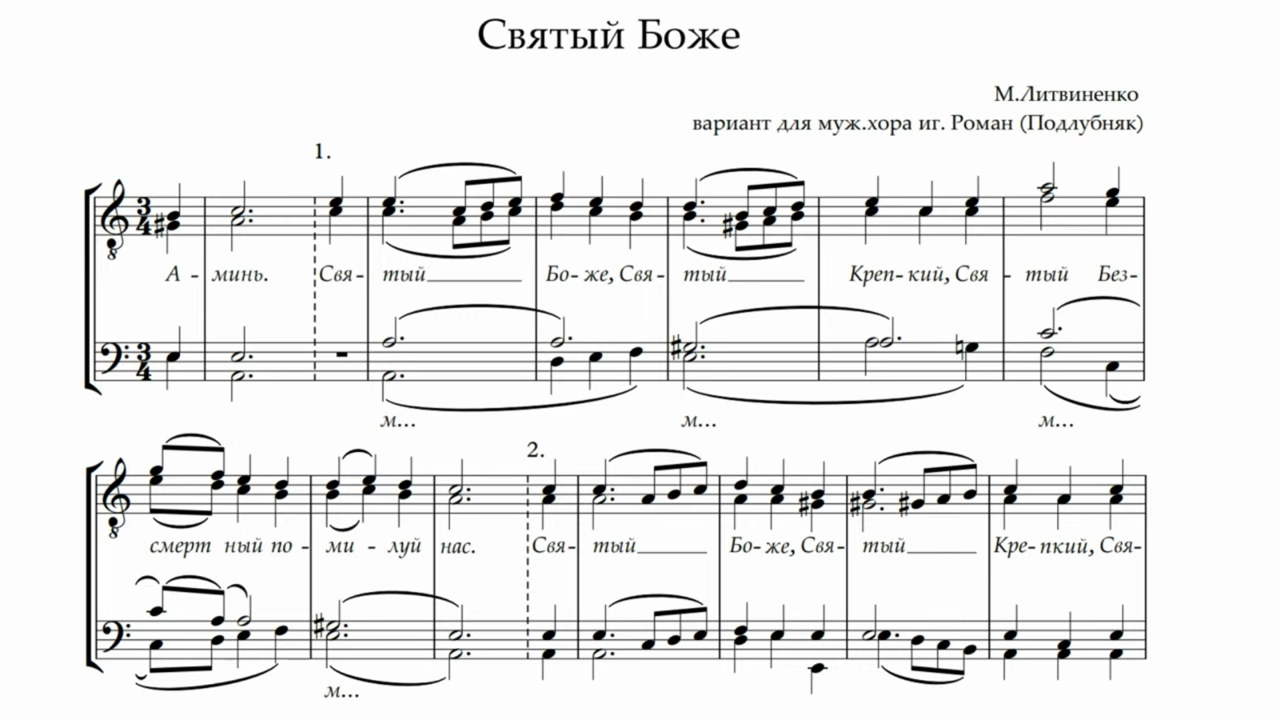 Святый Боже
М.Литвиненко
вариант для муж.хора иг. Роман (Подлубняк)
1.
А - минь. Свя- тый Бо- же, Свя- тый Креп- кий, Свя - тый Без-
м... м... м...
2.
смерт ный по - ми - луй нас. Свя- тый Бо- же, Свя- тый Кре- пкий, Свя-
м...